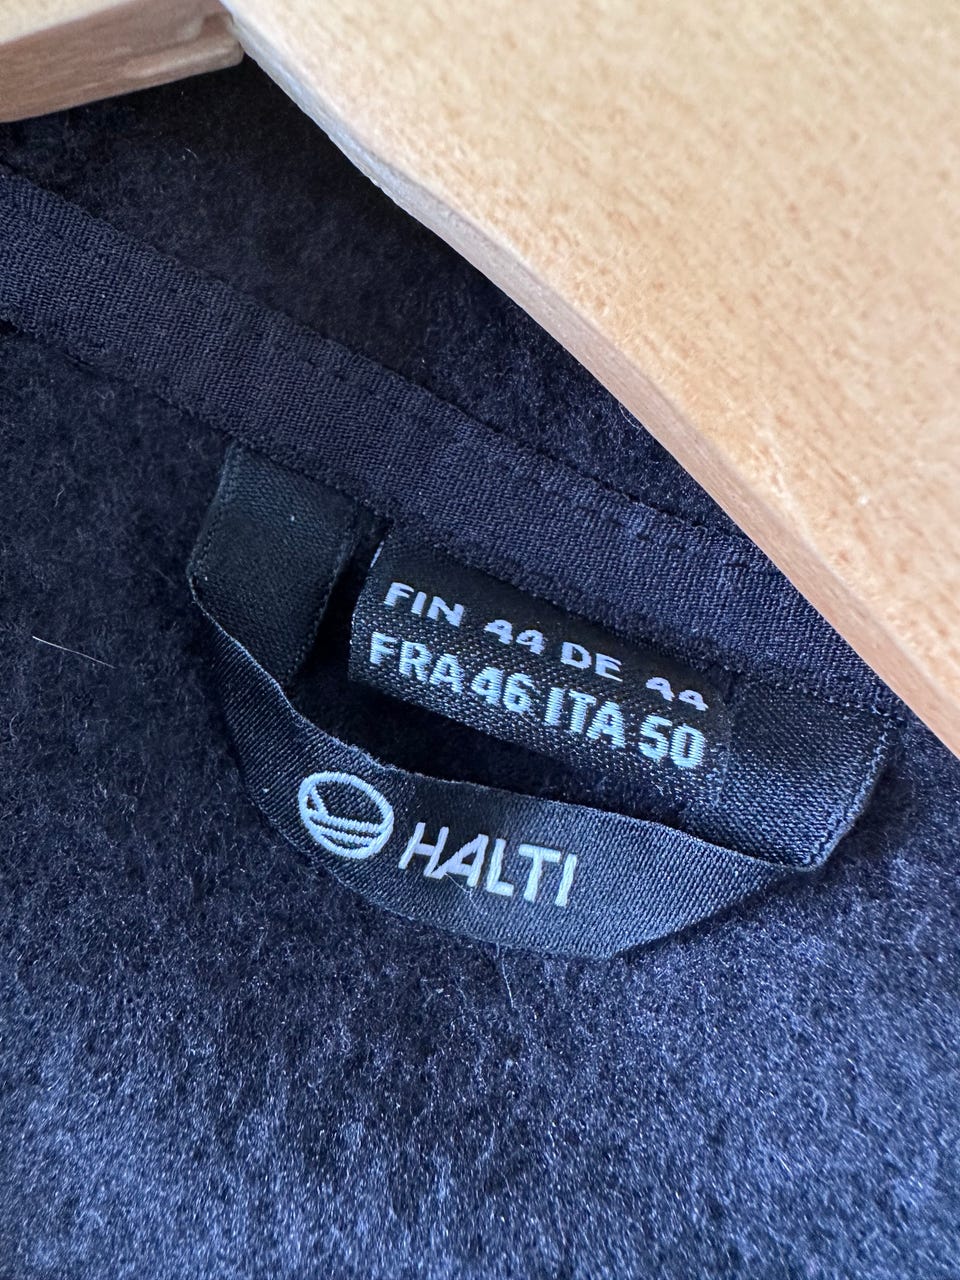 FIN 44 DE 44
FRA 46 ITA 50
HALTI